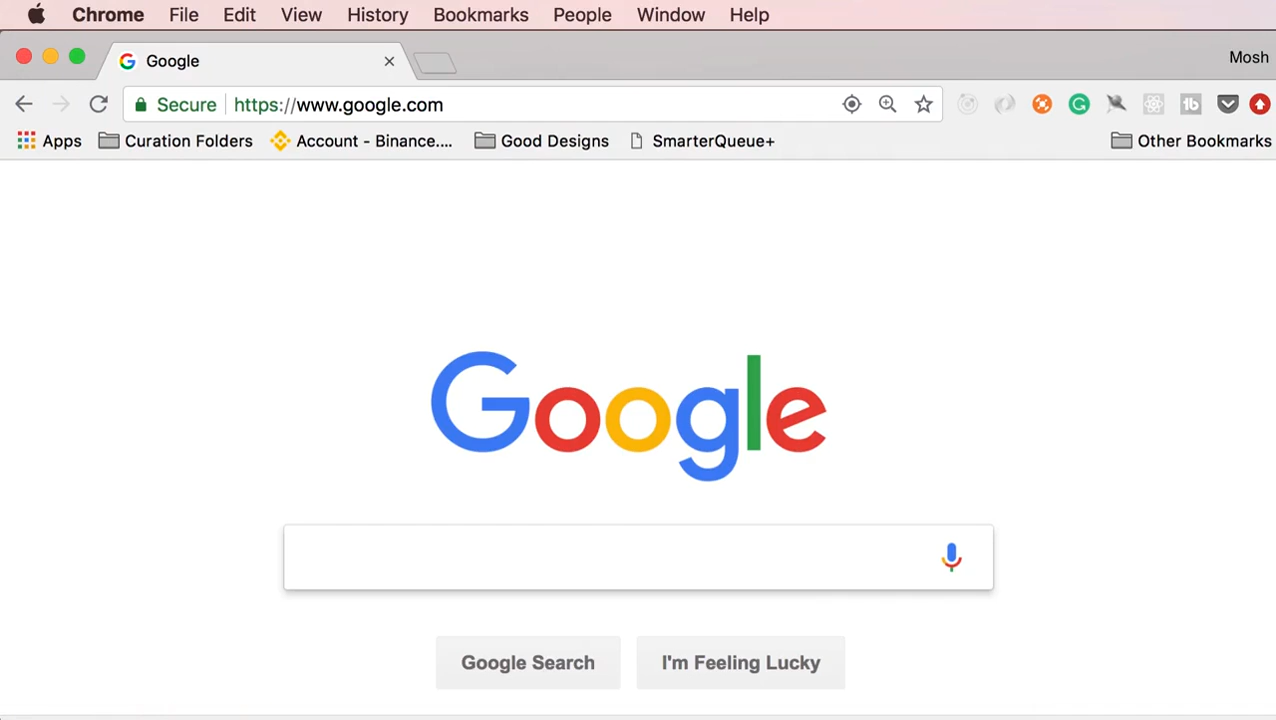 Chrome File Edit View History Bookmarks People Window Help
Google Mosh
Secure https://www.google.com
Apps Curation Folders Account - Binance.... Good Designs SmarterQueue+ Other Bookmarks
Google
Google Search I'm Feeling Lucky